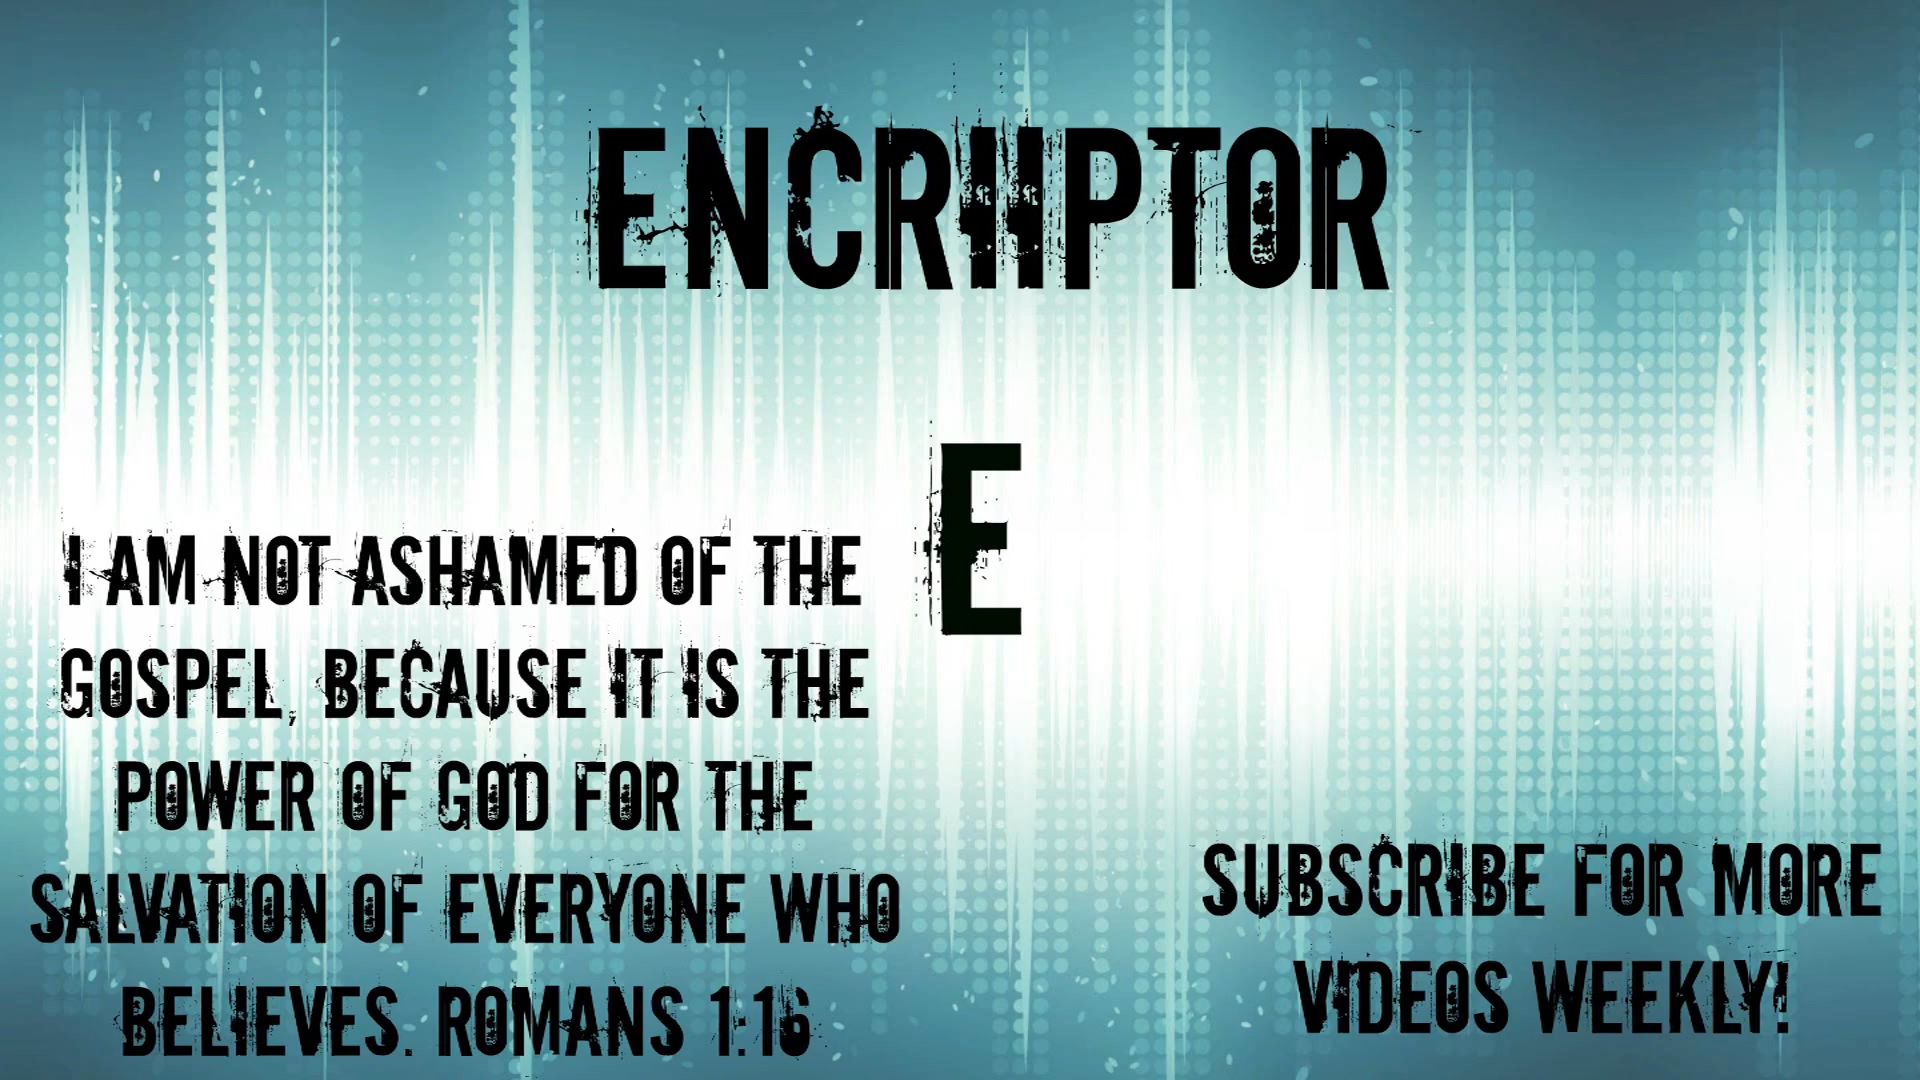 ENCRIIPTOR
E
I AM NOT ASHAMED OF THE
GOSPEL, BECAUSE IT IS THE
POWER OF GOD FOR THE
SALVATION OF EVERYONE WHO
BELIEVES. ROMANS 1:16
SUBSCRIBE FOR MORE
VIDEOS WEEKLY!